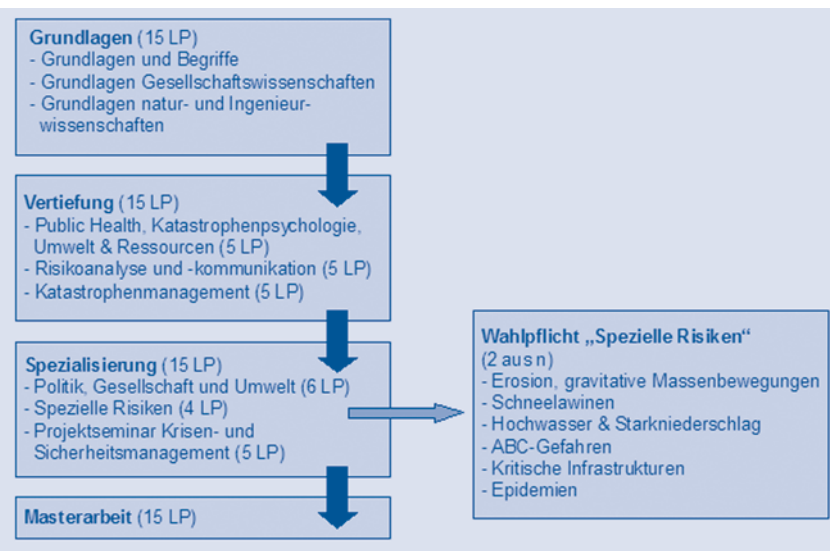 Grundlagen (15 LP)
- Grundlagen und Begriffe
- Grundlagen Gesellschaftswissenschaften
- Grundlagen natur- und Ingenieur-
wissenschaften
Vertiefung (15 LP)
- Public Health, Katastrophenpsychologie,
Umwelt & Ressourcen (5 LP)
- Risikoanalyse und -kommunikation (5 LP)
- Katastrophenmanagement (5 LP)
Spezialisierung (15 LP)
- Politik, Gesellschaft und Umwelt (6 LP)
- Spezielle Risiken (4 LP)
- Projektseminar Krisen- und
Sicherheitsmanagement (5 LP)
Masterarbeit (15 LP)
Wahlpflicht „Spezielle Risiken“
(2 aus n)
- Erosion, gravitative Massenbewegungen
- Schneelawinen
- Hochwasser & Starkniederschlag
- ABC-Gefahren
- Kritische Infrastrukturen
- Epidemien